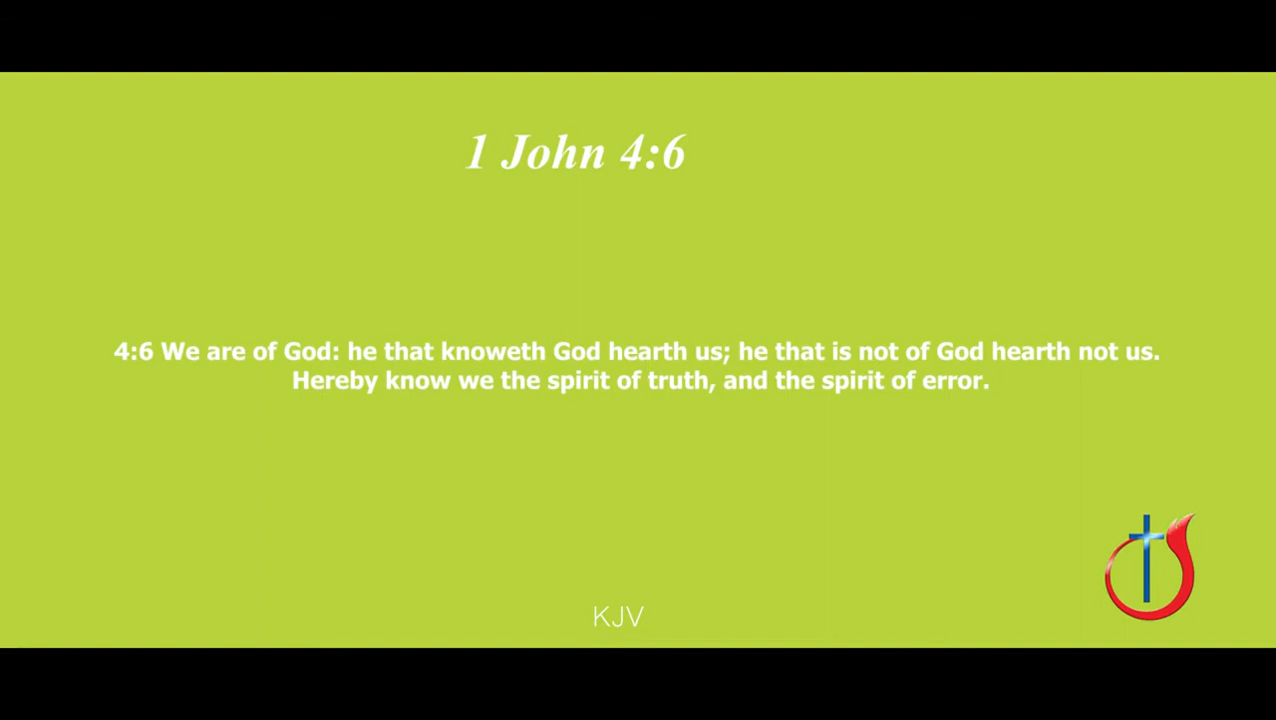 1 John 4:6
4:6 We are of God: he that knoweth God hearth us; he that is not of God hearth not us.
Hereby know we the spirit of truth, and the spirit of error.
KJV